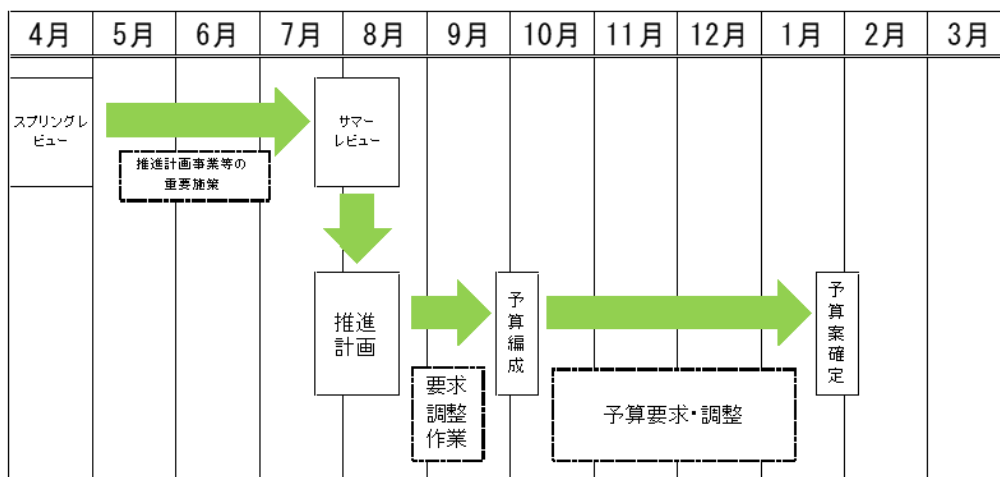 4月 5月 6月 7月 8月 9月 10月 11月 12月 1月 2月 3月
スプリングレ
ビュー
サマー
レビュー
推進計画事業等の
重要施策
推進
計画
予
算
編
成
予
算
案
確
定
要求
調整
作業
予算要求・調整